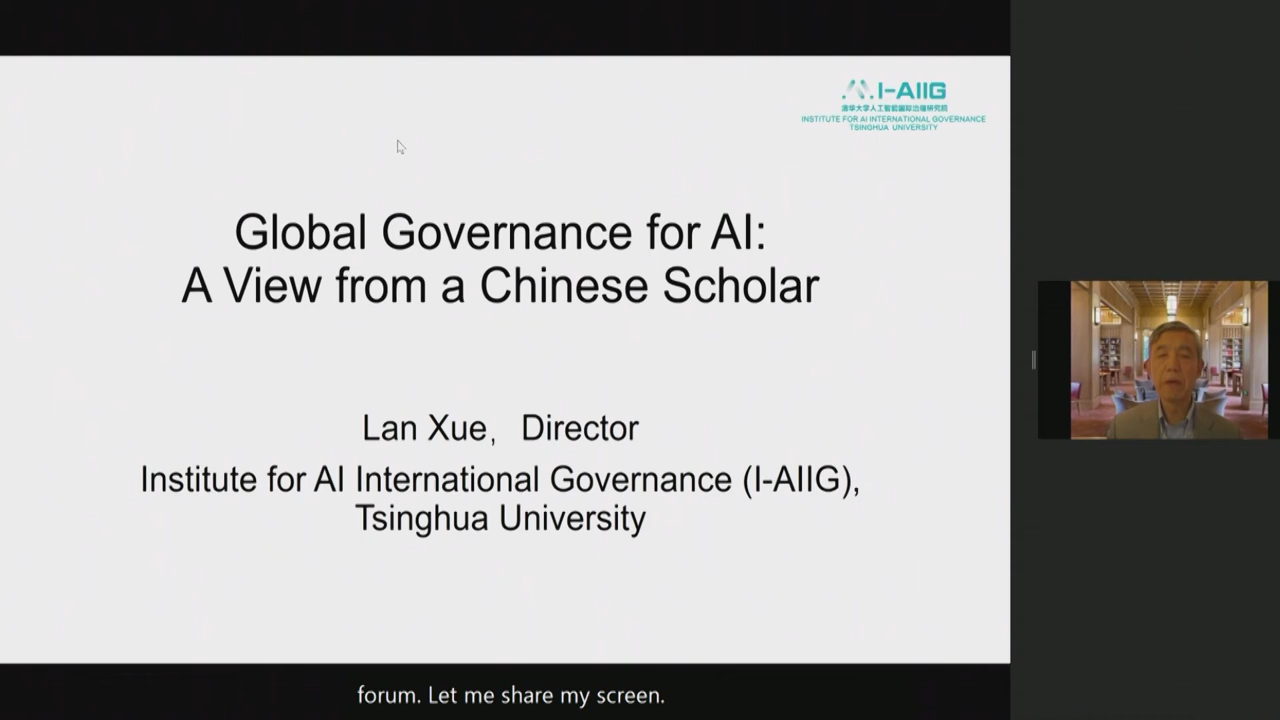 I-AIIG
清华大学人工智能国际治理研究院
INSTITUTE FOR AI INTERNATIONAL GOVERNANCE
TSINGHUA UNIVERSITY
Global Governance for AI:
A View from a Chinese Scholar
Lan Xue, Director
Institute for AI International Governance (I-AIIG),
Tsinghua University
forum. Let me share my screen.